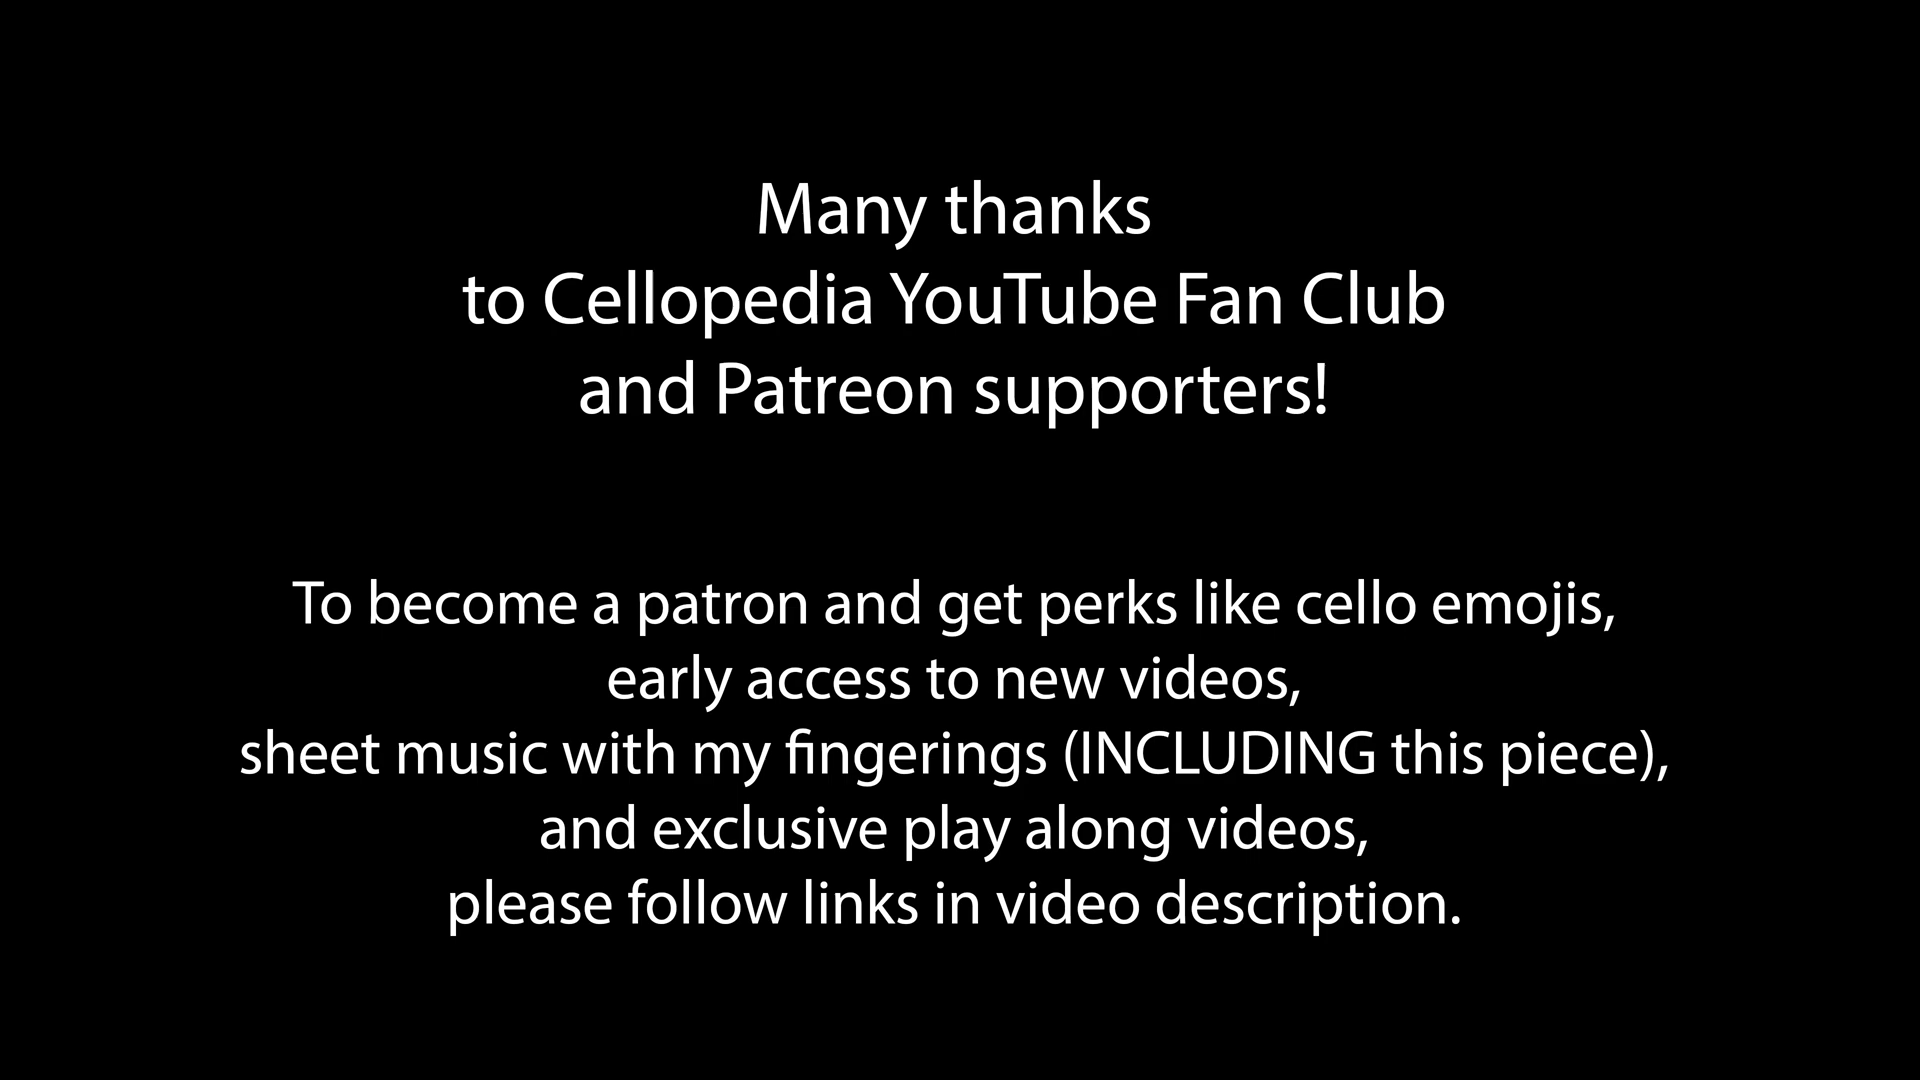 Many thanks
to Cellopedia YouTube Fan Club
and Patreon supporters!
To become a patron and get perks like cello emojis,
early access to new videos,
sheet music with my fingerings (INCLUDING this piece),
and exclusive play along videos,
please follow links in video description.